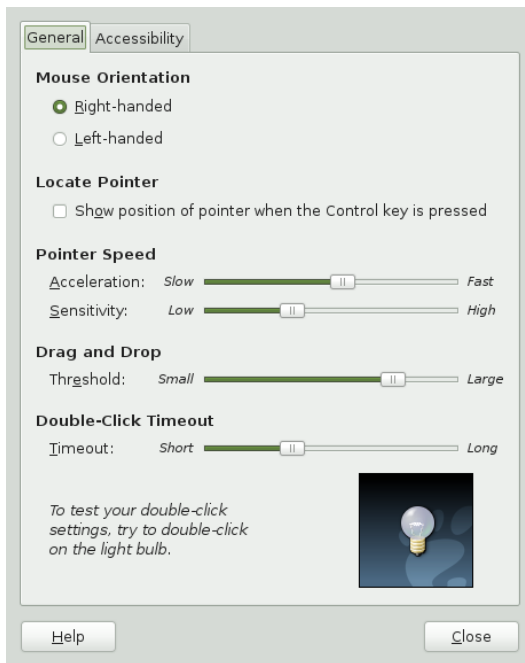 General Accessibility
Mouse Orientation
Right-handed
Left-handed
Locate Pointer
Show position of pointer when the Control key is pressed
Pointer Speed
Acceleration: Slow Fast
Sensitivity: Low High
Drag and Drop
Threshold: Small Large
Double-Click Timeout
Timeout: Short Long
To test your double-click
settings, try to double-click
on the light bulb.
Help Close